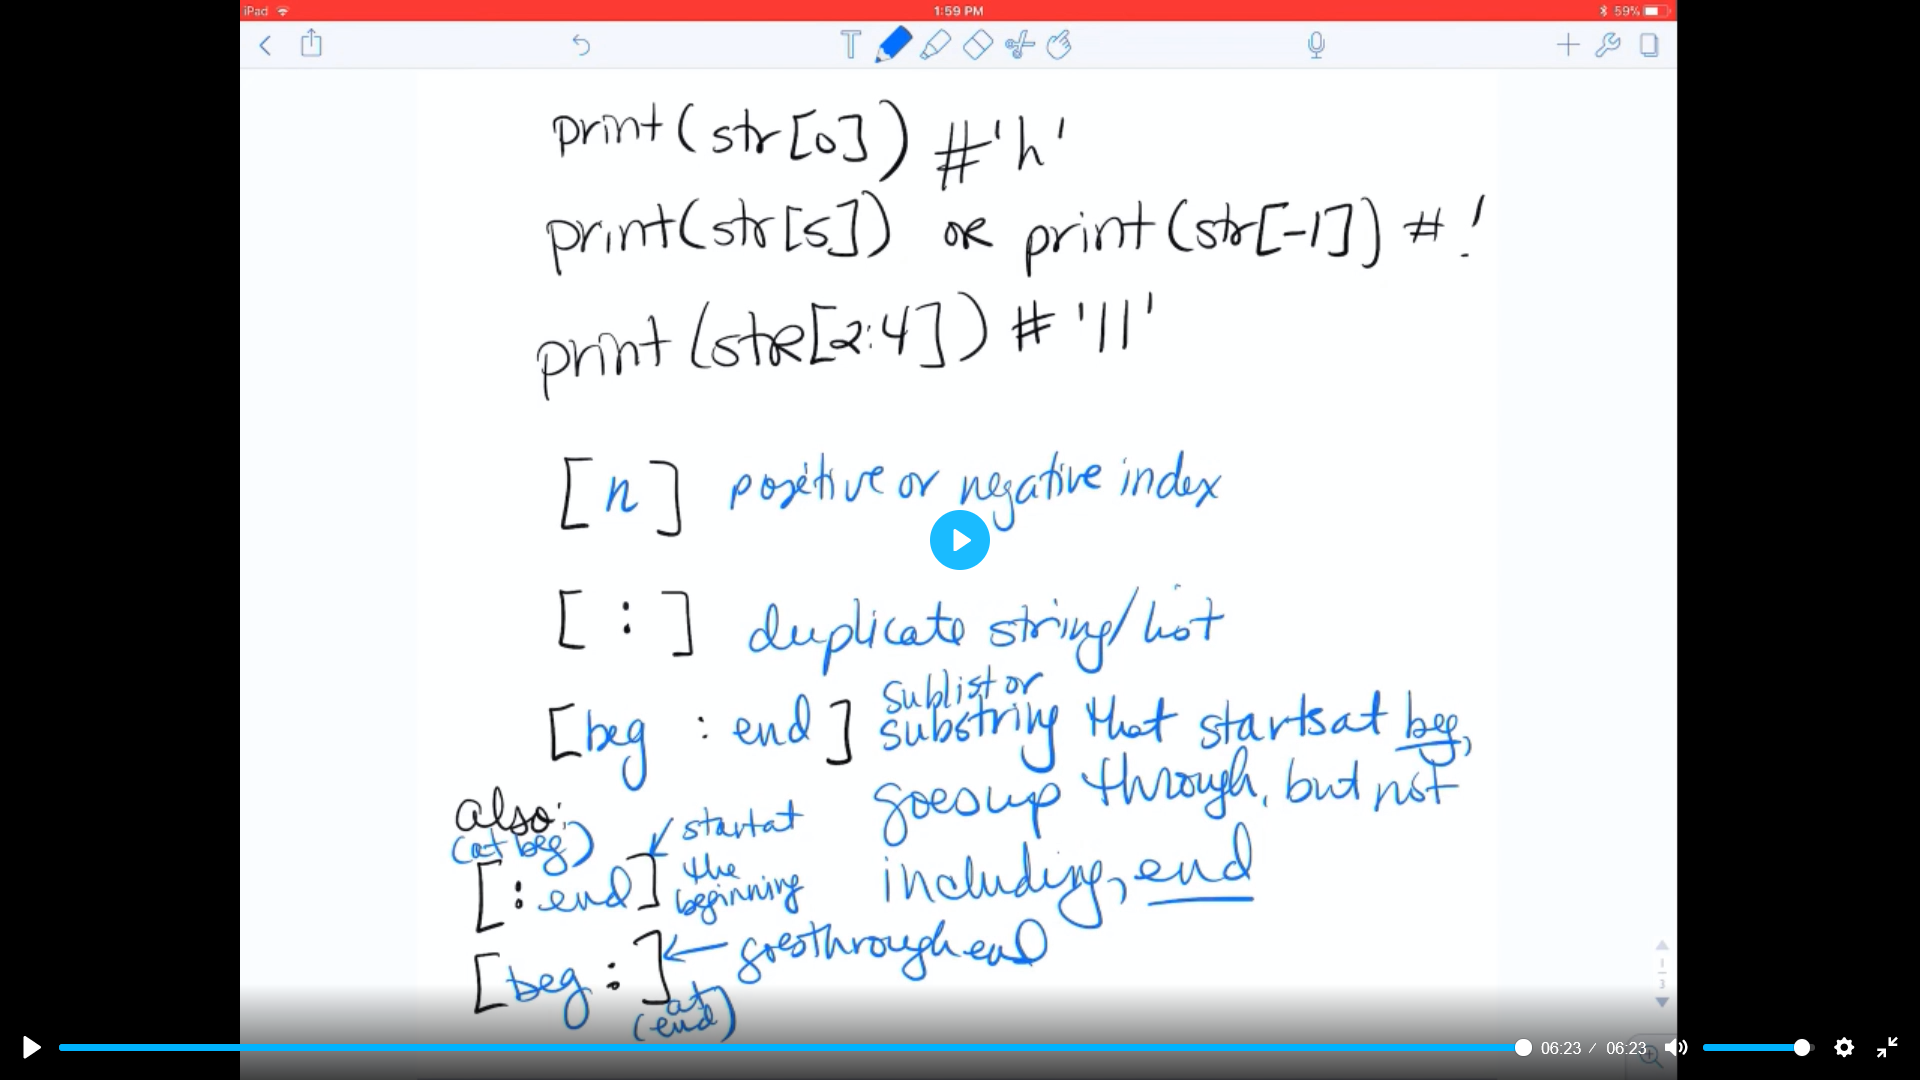 iPad 1:59 PM 59%
T
print(str[0]) #'h'
print(str[5]) OR print(str[-1]) #!
print(str[2:4]) #'ll'
[n] positive or negative index
[ : ] duplicate string/list
sublist or
[beg : end] substring that starts at beg,
goes up through, but not
including, end
also:
(at beg)
[: end] start at
the
beginning
[beg :] goes through end
(at
end)
1
3
06:23 / 06:23